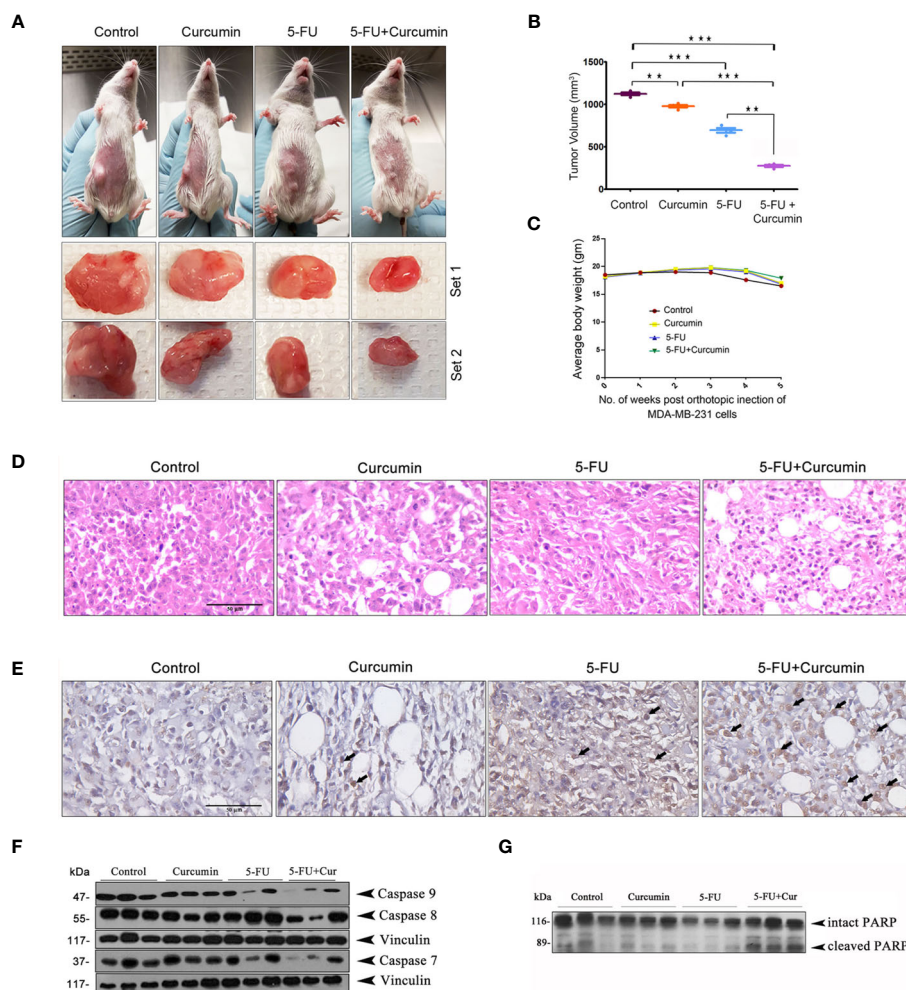 A
Control Curcumin 5-FU 5-FU+Curcumin
Set 1
Set 2
B
★★★
★★★
★★ ★★★
★★
Tumor Volume (mm³)
1500
1000
500
0
Control Curcumin 5-FU 5-FU +
Curcumin
C
Average body weight (gm)
25
20
15
10
5
0
Control
Curcumin
5-FU
5-FU+Curcumin
0 1 2 3 4 5
No. of weeks post orthotopic inection of
MDA-MB-231 cells
D
Control Curcumin 5-FU 5-FU+Curcumin
50 µm
E
Control Curcumin 5-FU 5-FU+Curcumin
50 µm
F
kDa Control Curcumin 5-FU 5-FU+Cur
47- Caspase 9
55- Caspase 8
117- Vinculin
37- Caspase 7
117- Vinculin
G
kDa Control Curcumin 5-FU 5-FU+Cur
116- intact PARP
89- cleaved PARP